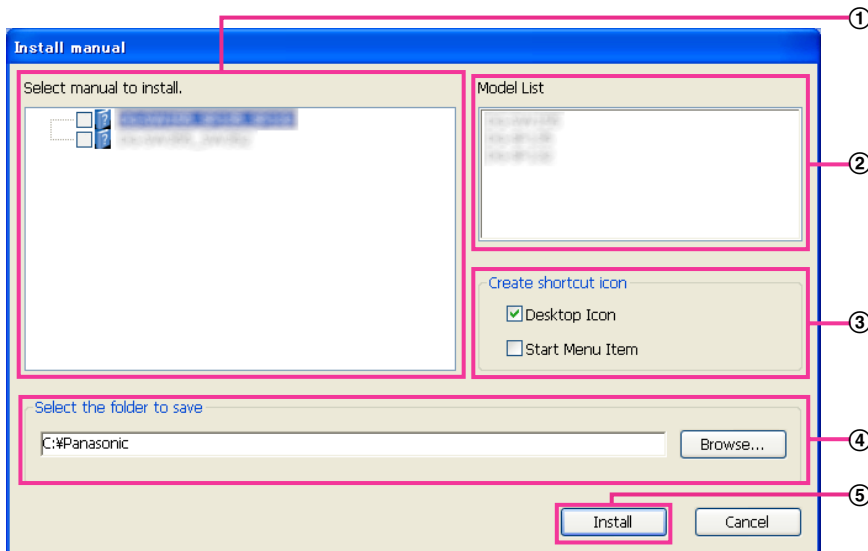 ①
Install manual
Select manual to install.
Model List
②
Create shortcut icon
Desktop Icon
Start Menu Item
③
Select the folder to save
C:¥Panasonic
Browse...
④
⑤
Install
Cancel